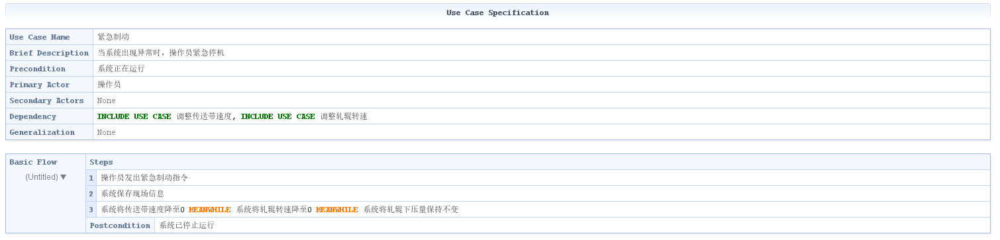 Use Case Specification
Use Case Name 紧急制动
Brief Description 当系统出现异常时，操作员紧急停机
Precondition 系统正在运行
Primary Actor 操作员
Secondary Actors None
Dependency INCLUDE USE CASE 调整传送带速度, INCLUDE USE CASE 调整轧辊转速
Generalization None
Basic Flow Steps
(Untitled) ▼
1 操作员发出紧急制动指令
2 系统保存现场信息
3 系统将传送带速度降至0 MEANWHILE 系统将轧辊转速降至0 MEANWHILE 系统将轧辊下压量保持不变
Postcondition 系统已停止运行